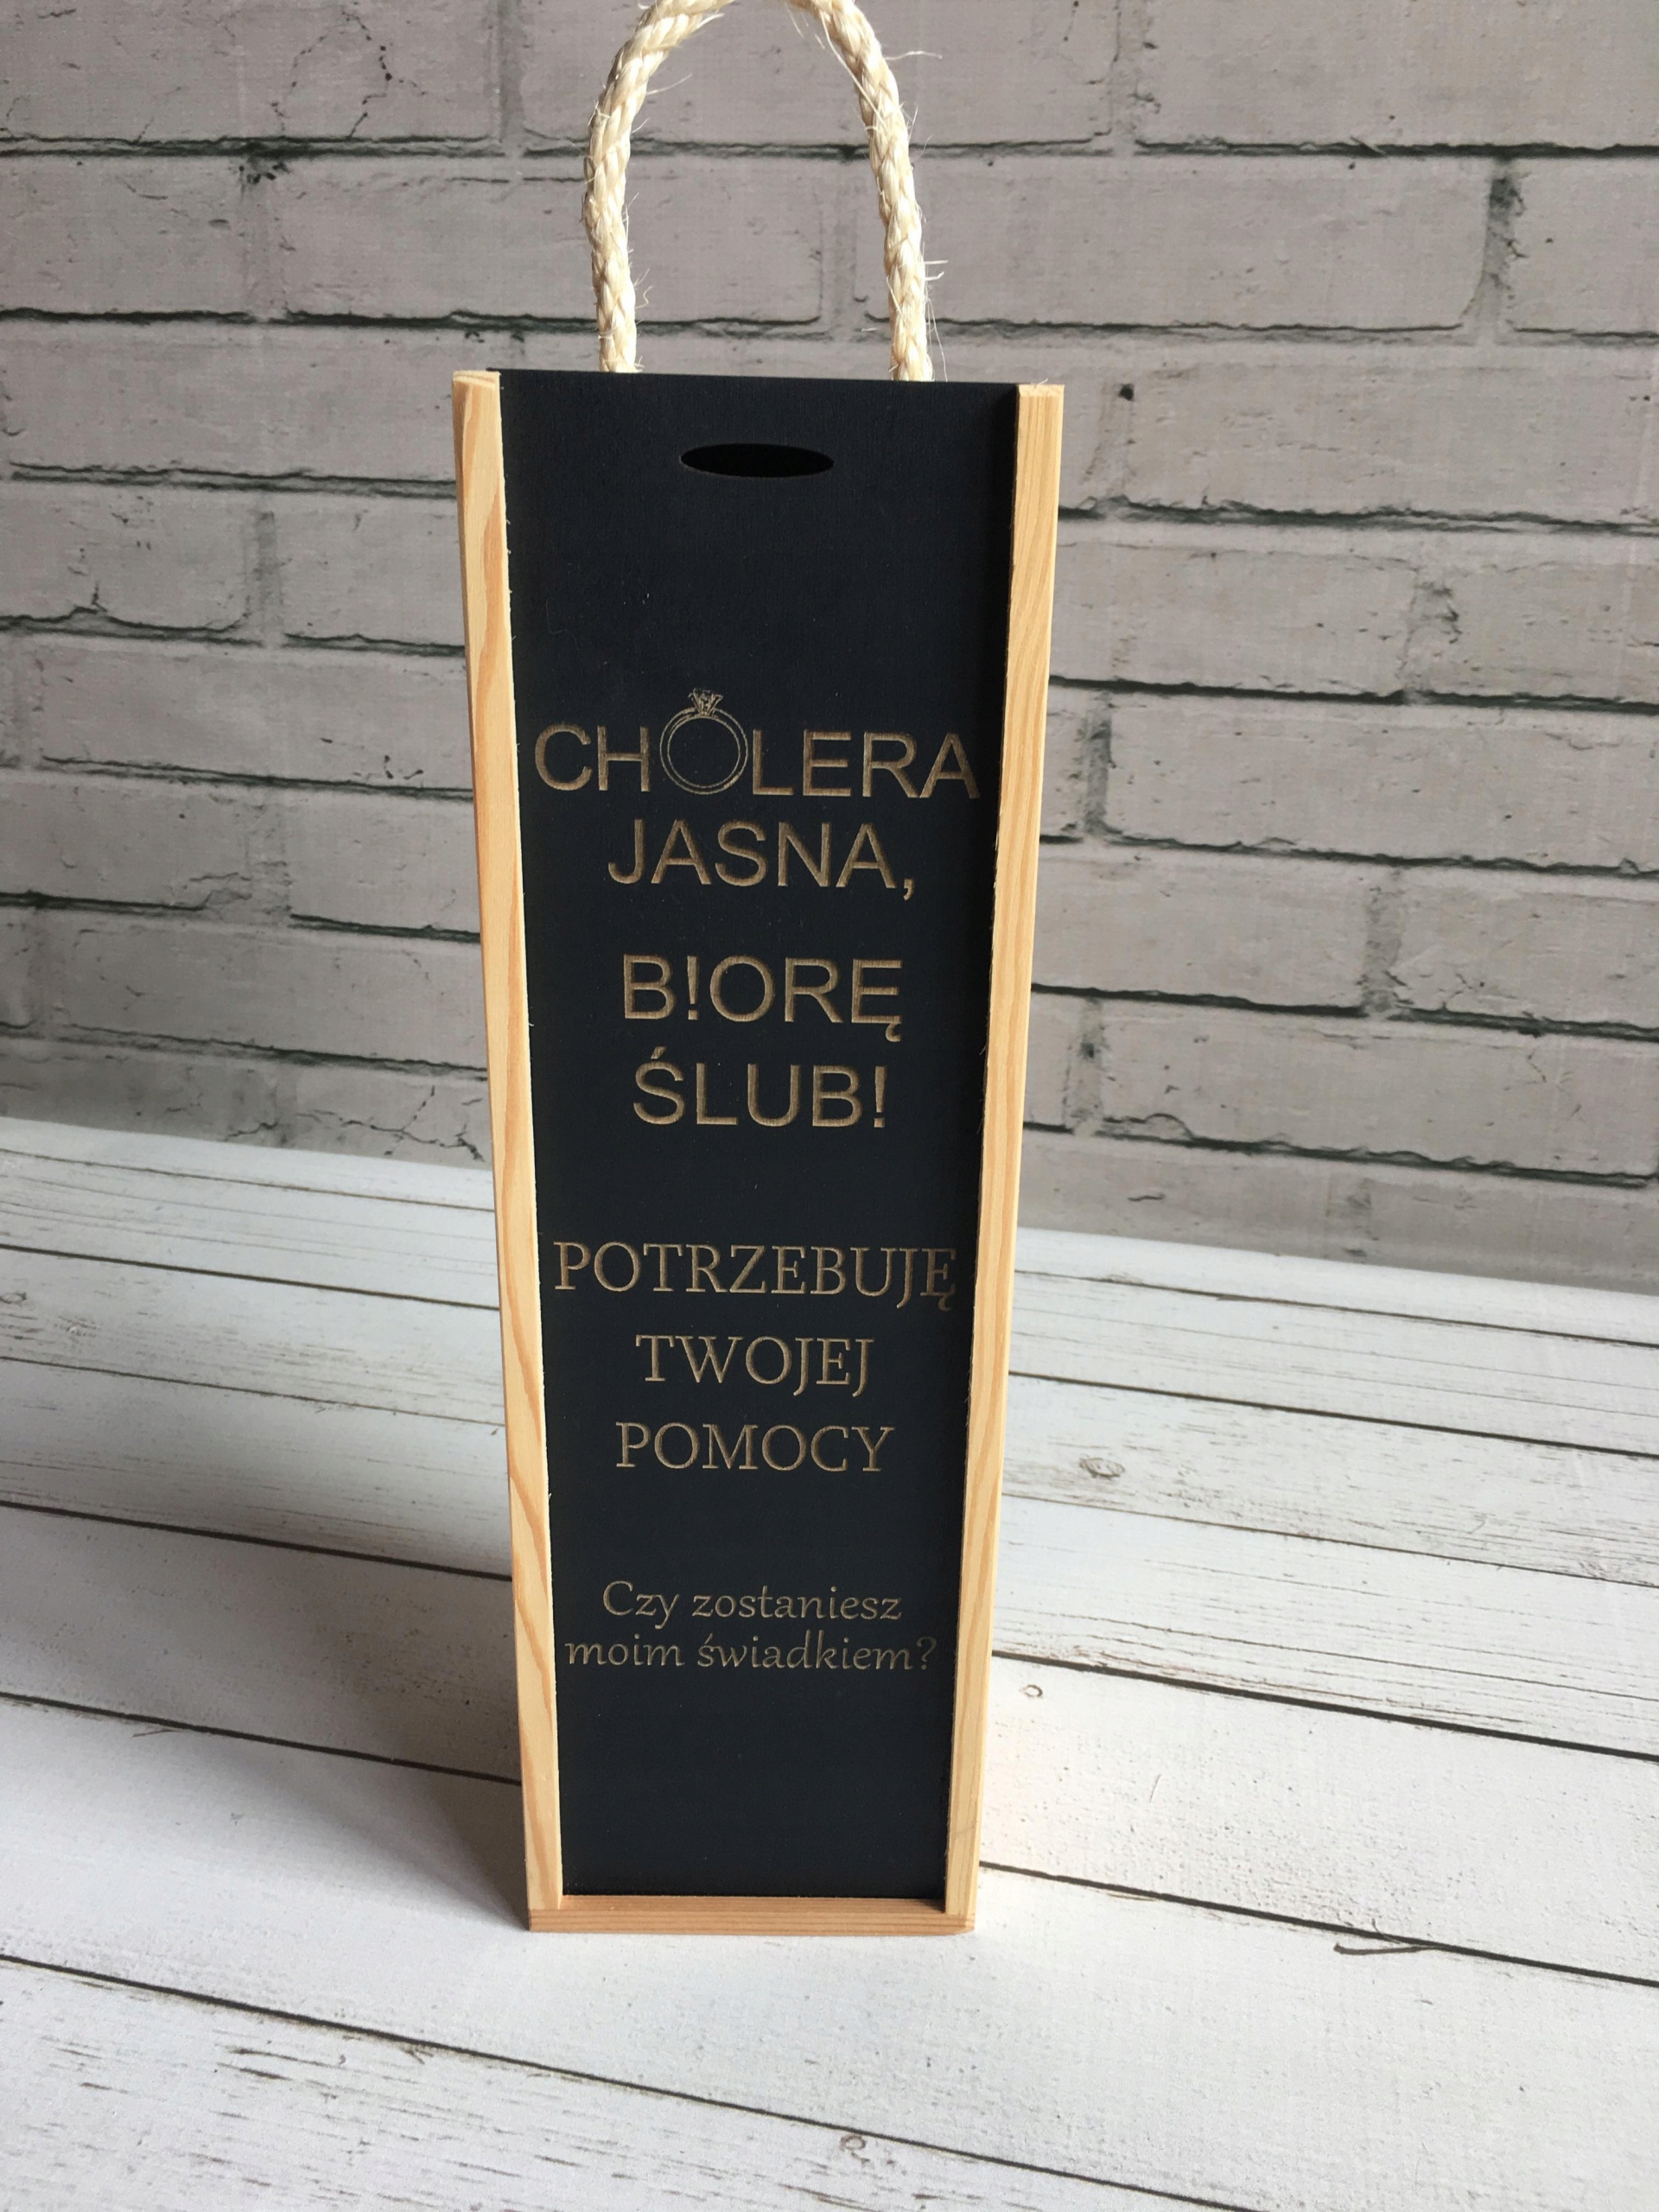 CHOLERA
JASNA,
B!ORĘ
ŚLUB!
POTRZEBUJĘ
TWOJEJ
POMOCY
Czy zostaniesz
moim świadkiem?